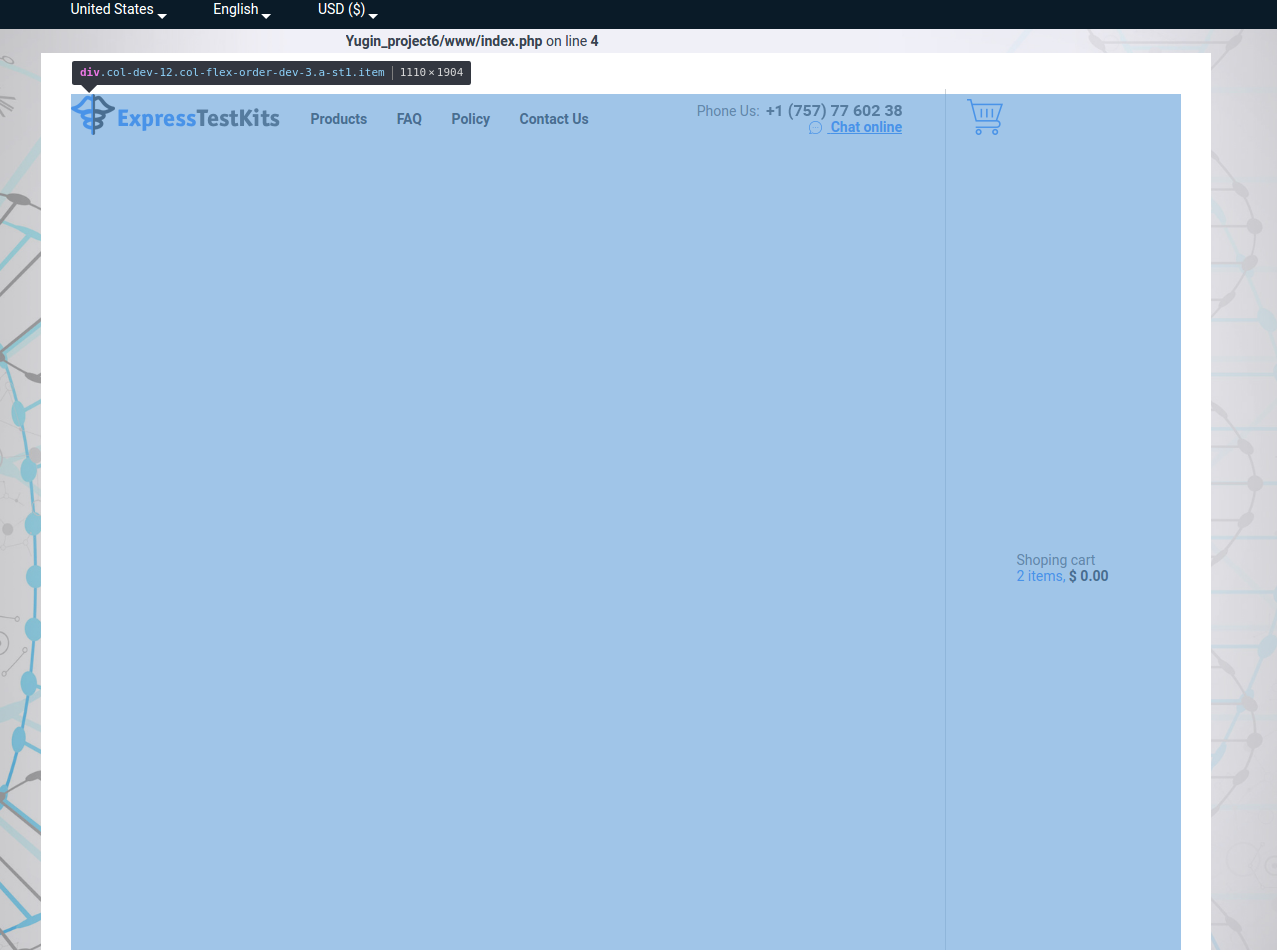 United States English USD ($)
Yugin_project6/www/index.php on line 4
div.col-dev-12.col-flex-order-dev-3.a-st1.item 1110×1904
ExpressTestKits Products FAQ Policy Contact Us
Phone Us: +1 (757) 77 602 38
Chat online
Shoping cart
2 items, $ 0.00